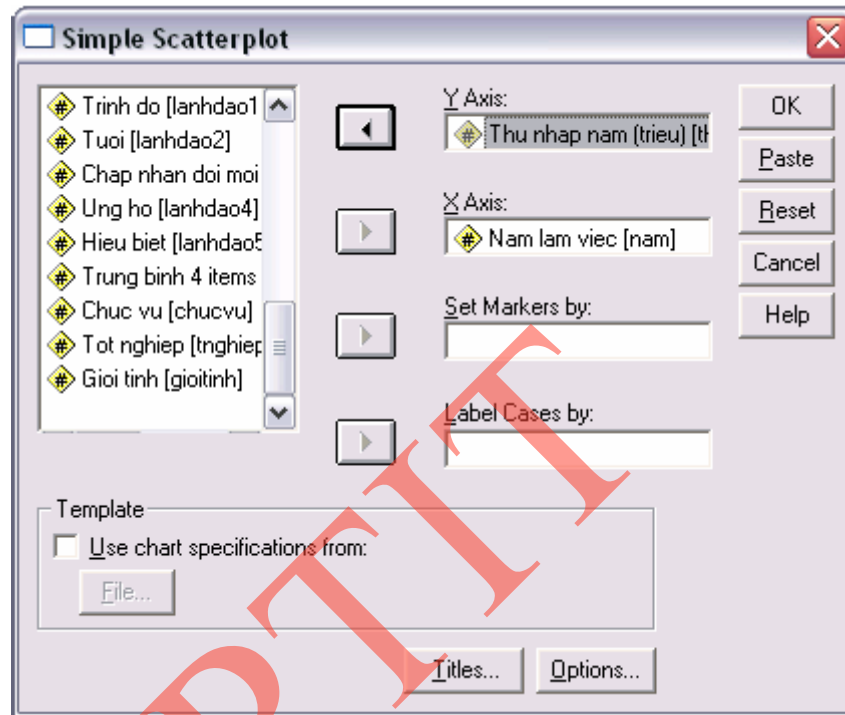 Simple Scatterplot
Trinh do [lanhdao1
Tuoi [lanhdao2]
Chap nhan doi moi
Ung ho [lanhdao4]
Hieu biet [lanhdao5
Trung binh 4 items
Chuc vu [chucvu]
Tot nghiep [tnghiep
Gioi tinh [gioitinh]
Y Axis:
Thu nhap nam (trieu) [th
X Axis:
Nam lam viec [nam]
Set Markers by:
Label Cases by:
OK
Paste
Reset
Cancel
Help
Template
Use chart specifications from:
File...
Titles...
Options...
PTIT